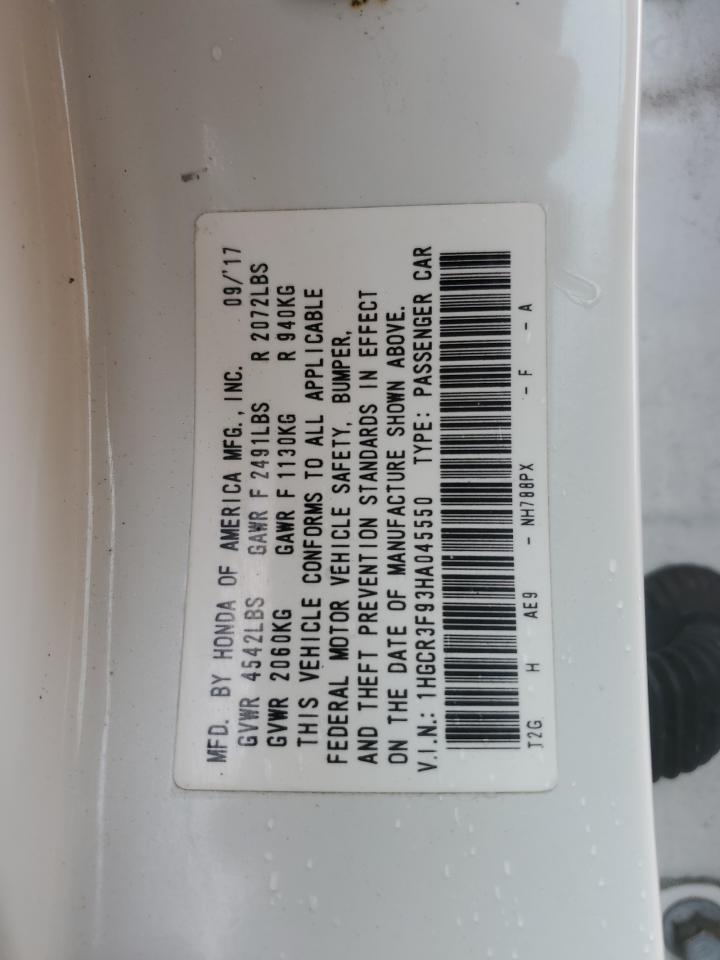 MFD. BY HONDA OF AMERICA MFG., INC. 09/'17
GVWR 4542LBS GAWR F 2491LBS R 2072LBS
GVWR 2060KG GAWR F 1130KG R 940KG
THIS VEHICLE CONFORMS TO ALL APPLICABLE
FEDERAL MOTOR VEHICLE SAFETY, BUMPER,
AND THEFT PREVENTION STANDARDS IN EFFECT
ON THE DATE OF MANUFACTURE SHOWN ABOVE.
V.I.N.: 1HGCR3F93HA045550 TYPE: PASSENGER CAR
T2G H AE9 - NH788PX - F - A